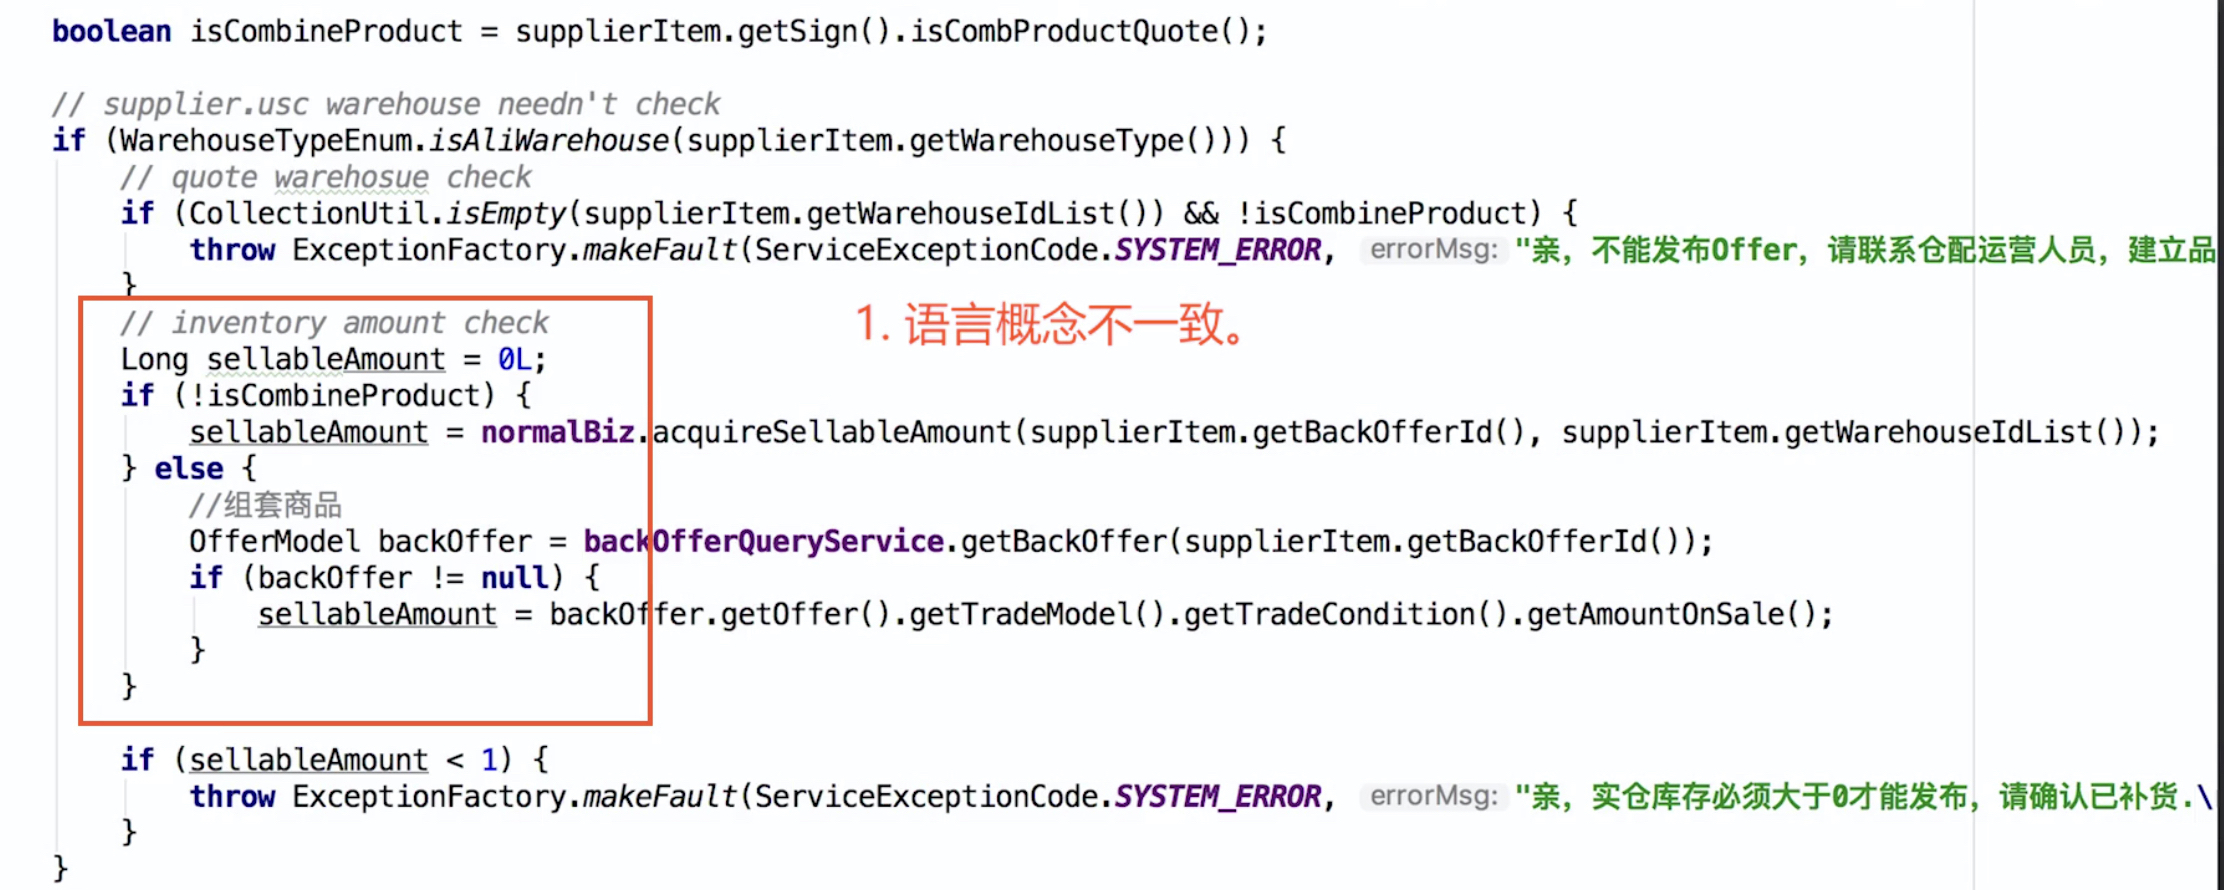 boolean isCombineProduct = supplierItem.getSign().isCombProductQuote();
// supplier.usc warehouse needn't check
if (WarehouseTypeEnum.isAliWarehouse(supplierItem.getWarehouseType())) {
// quote warehosue check
if (CollectionUtil.isEmpty(supplierItem.getWarehouseIdList()) && !isCombineProduct) {
throw ExceptionFactory.makeFault(ServiceExceptionCode.SYSTEM_ERROR, errorMsg: "亲，不能发布Offer，请联系仓配运营人员，建立品
}
// inventory amount check
1. 语言概念不一致。
Long sellableAmount = 0L;
if (!isCombineProduct) {
sellableAmount = normalBiz.acquireSellableAmount(supplierItem.getBackOfferId(), supplierItem.getWarehouseIdList());
} else {
//组套商品
OfferModel backOffer = backOfferQueryService.getBackOffer(supplierItem.getBackOfferId());
if (backOffer != null) {
sellableAmount = backOffer.getOffer().getTradeModel().getTradeCondition().getAmountOnSale();
}
}
if (sellableAmount < 1) {
throw ExceptionFactory.makeFault(ServiceExceptionCode.SYSTEM_ERROR, errorMsg: "亲，实仓库存必须大于0才能发布，请确认已补货.\
}
}